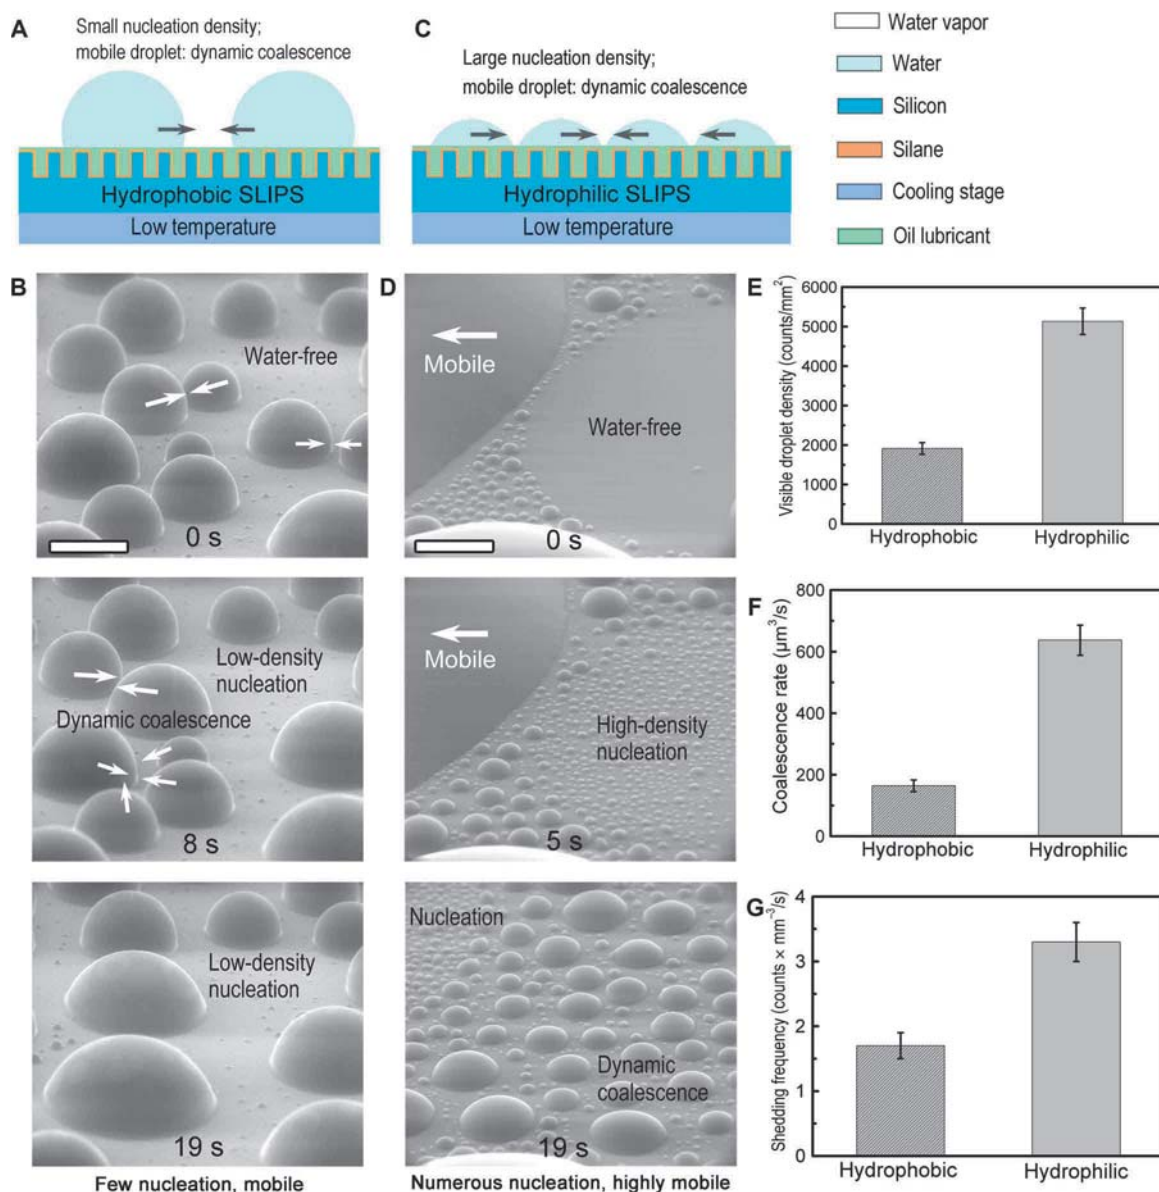 A
Small nucleation density;
mobile droplet: dynamic coalescence
Hydrophobic SLIPS
Low temperature
C
Large nucleation density;
mobile droplet: dynamic coalescence
Hydrophilic SLIPS
Low temperature
Water vapor
Water
Silicon
Silane
Cooling stage
Oil lubricant
B
Water-free
0 s
Low-density
nucleation
Dynamic coalescence
8 s
Low-density
nucleation
19 s
Few nucleation, mobile
D
Mobile
Water-free
0 s
Mobile
High-density
nucleation
5 s
Nucleation
Dynamic
coalescence
19 s
Numerous nucleation, highly mobile
E
Visible droplet density (counts/mm²)
6000
5000
4000
3000
2000
1000
0
Hydrophobic
Hydrophilic
F
Coalescence rate (µm³/s)
800
600
400
200
0
Hydrophobic
Hydrophilic
G
Shedding frequency (counts × mm⁻³/s)
4
3
2
1
0
Hydrophobic
Hydrophilic